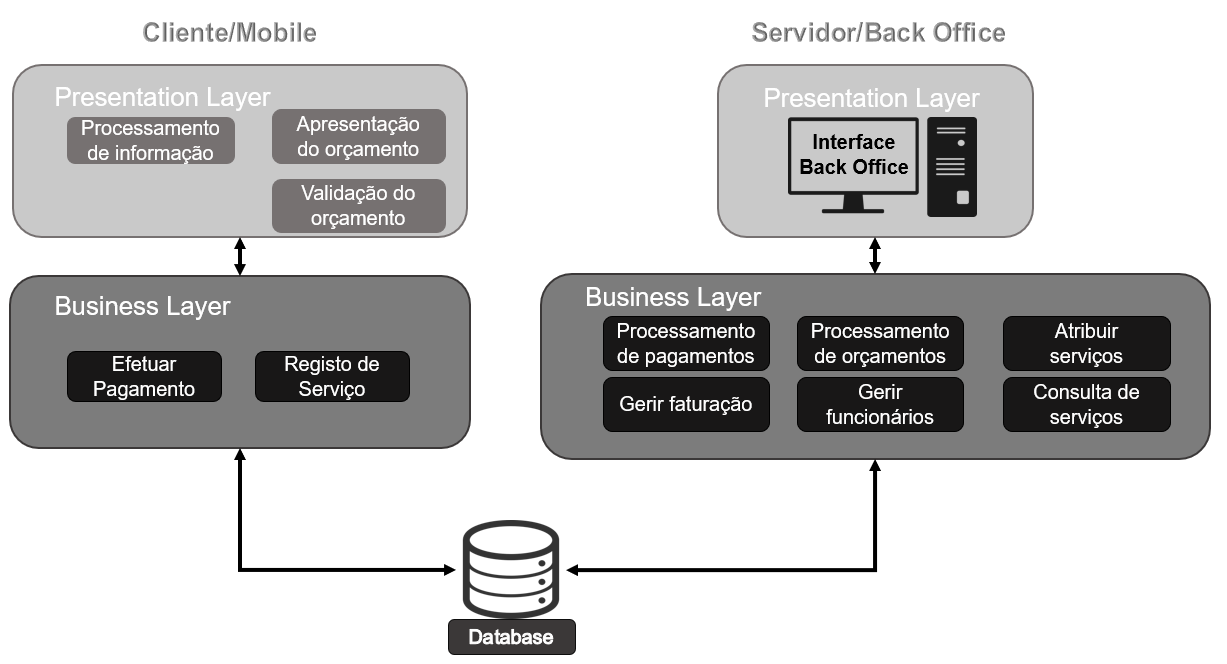 Cliente/Mobile
Presentation Layer
Processamento
de informação
Apresentação
do orçamento
Validação do
orçamento
Business Layer
Efetuar
Pagamento
Registo de
Serviço
Servidor/Back Office
Presentation Layer
Interface
Back Office
Business Layer
Processamento
de pagamentos
Processamento
de orçamentos
Atribuir
serviços
Gerir faturação
Gerir
funcionários
Consulta de
serviços
Database